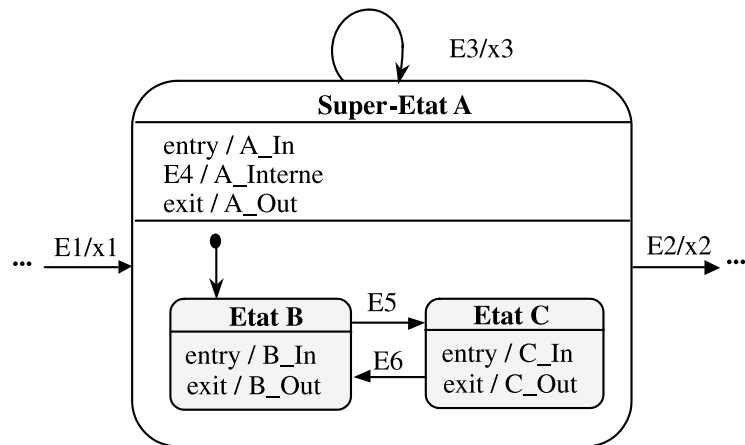 E3/x3
Super-Etat A
entry / A_In
E4 / A_Interne
exit / A_Out
... E1/x1
E2/x2 ...
Etat B
entry / B_In
exit / B_Out
E5
E6
Etat C
entry / C_In
exit / C_Out